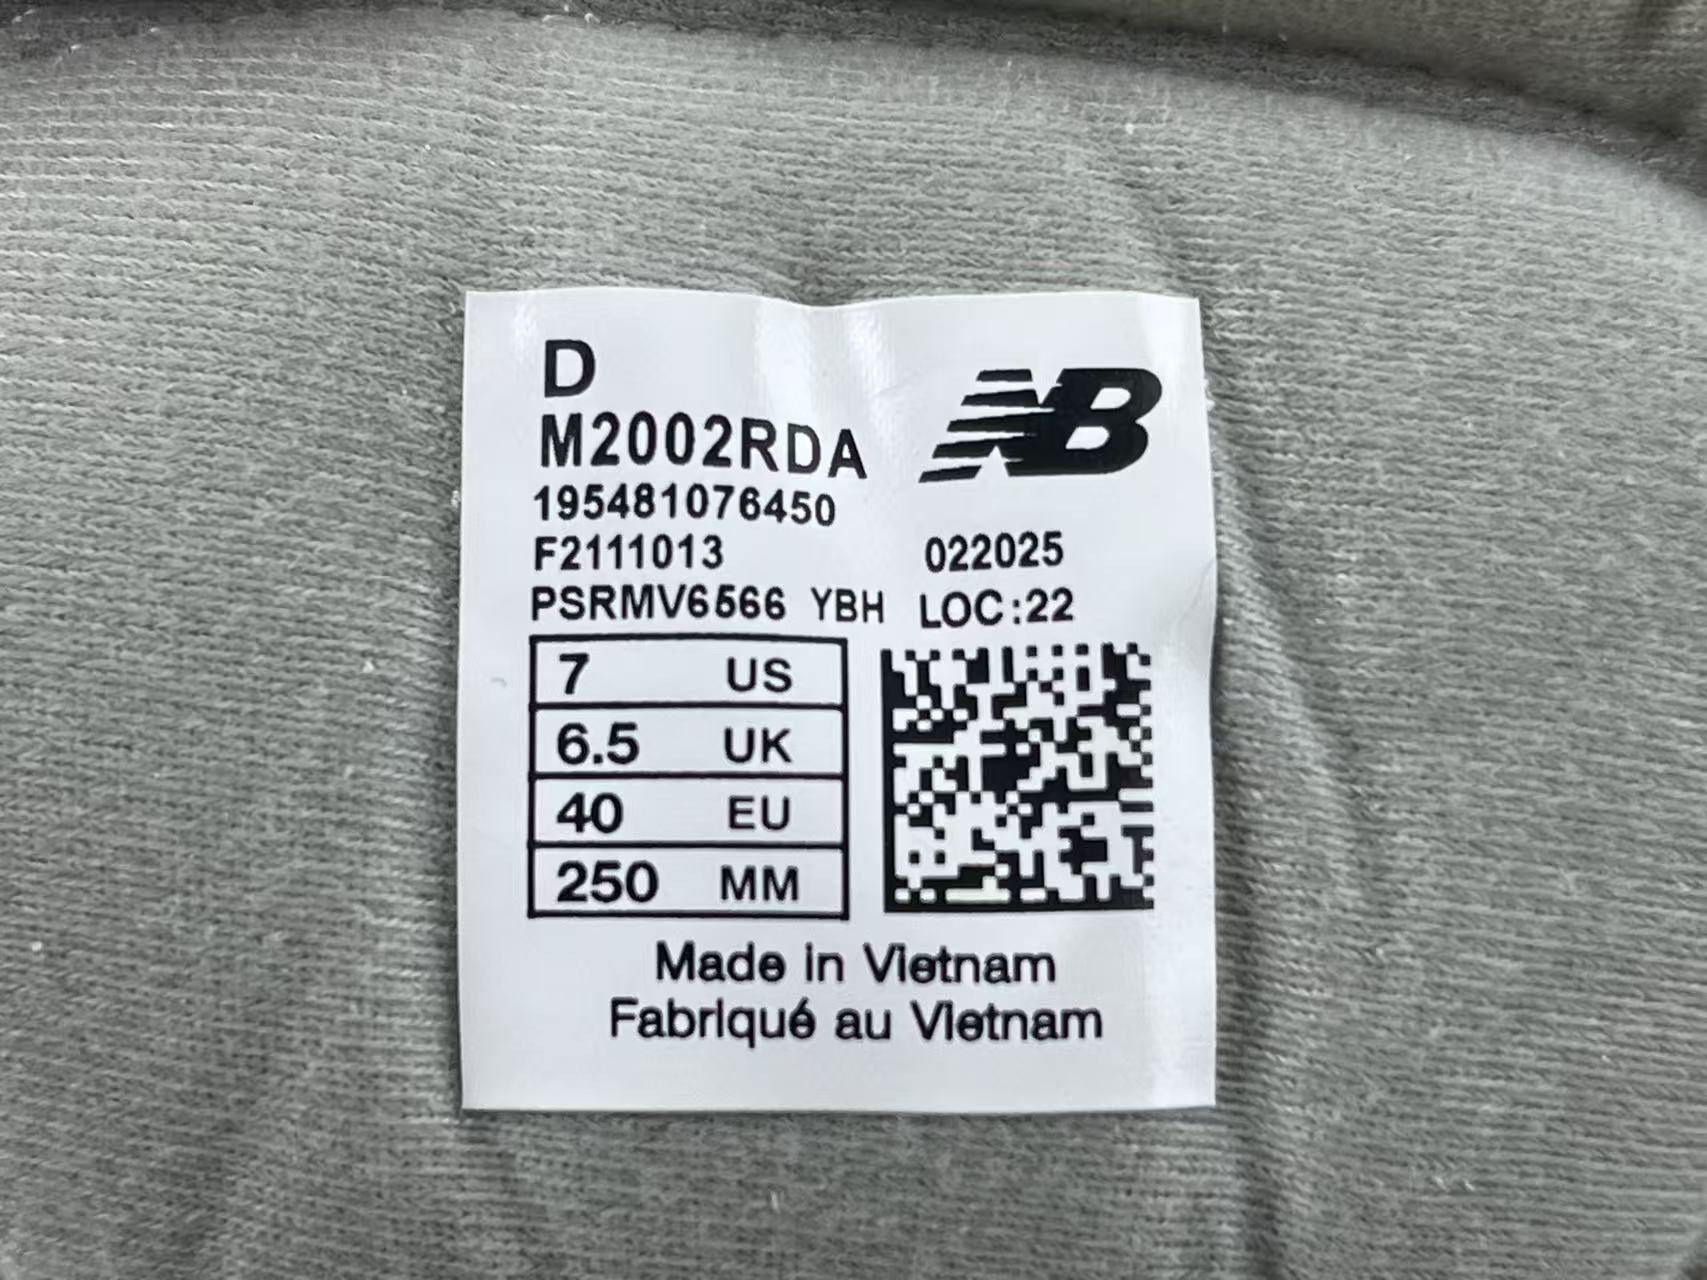 D
M2002RDA
NB
195481076450
F2111013 022025
PSRMV6566 YBH LOC:22
7 US
6.5 UK
40 EU
250 MM
Made in Vietnam
Fabriqué au Vietnam